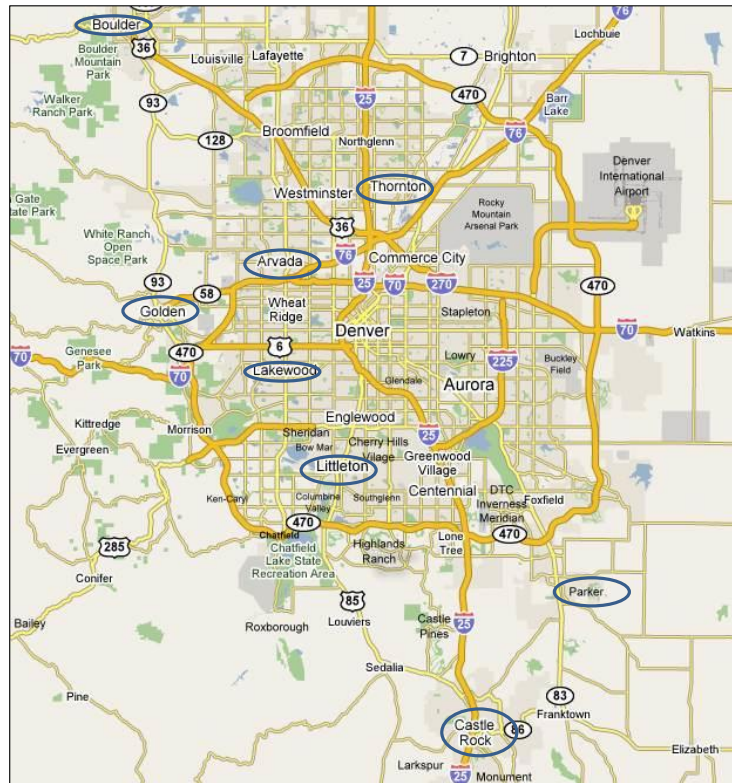 76
Boulder
Lochbuie
36
Boulder
Mountain
Park
Lafayette
Louisville
7
Brighton
Walker
Ranch Park
93
25
470
Barr
Lake
128
Broomfield
76
Northglenn
Denver
International
Airport
Westminster
Thornton
n Gate
State Park
Rocky
Mountain
Arsenal Park
36
White Ranch
Open
Space Park
76
Arvada
Commerce City
93
58
25
70
270
470
Golden
Wheat
Ridge
Stapleton
Denver
70
Watkins
6
470
Genesee
Park
70
Lowry
225
Buckley
Field
70
Lakewood
Glendale
Aurora
Kittredge
Morrison
Englewood
Sheridan
25
Evergreen
Bow Mar
Cherry Hills
Village
Greenwood
Village
Littleton
Centennial
Ken-Caryl
Columbine
Valley
Southglenn
DTC
Inverness
Meridian
Foxfield
470
470
Chatfield
Lone
Tree
285
Chatfield
Lake State
Recreation Area
Highlands
Ranch
Conifer
Parker
85
Bailey
Roxborough
Louviers
Castle
Pines
25
Sedalia
Pine
83
Castle
Rock
86
Franktown
Elizabeth
Larkspur
25
Monument